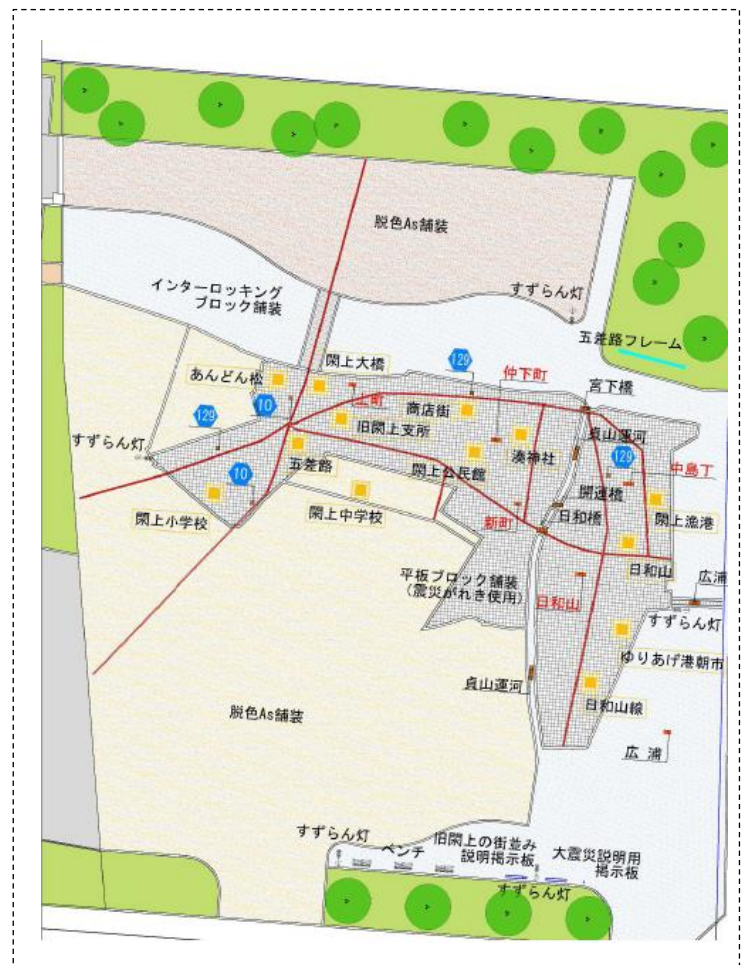 脱色As舗装
インターロッキング
ブロック舗装
すずらん灯
五差路フレーム
閖上大橋
129
仲下町
宮下橋
あんどん松
上町
商店街
10
129
旧閖上支所
貞山運河
すずらん灯
五差路
湊神社
129
中島丁
10
閖上公民館
開運橋
閖上小学校
閖上中学校
新町
日和橋
閖上漁港
平板ブロック舗装
(震災がれき使用)
日和山
広浦
日和山
すずらん灯
ゆりあげ港朝市
貞山運河
日和山線
脱色As舗装
広 浦
すずらん灯
ベンチ
旧閖上の街並み
説明掲示板
大震災説明用
掲示板
すずらん灯